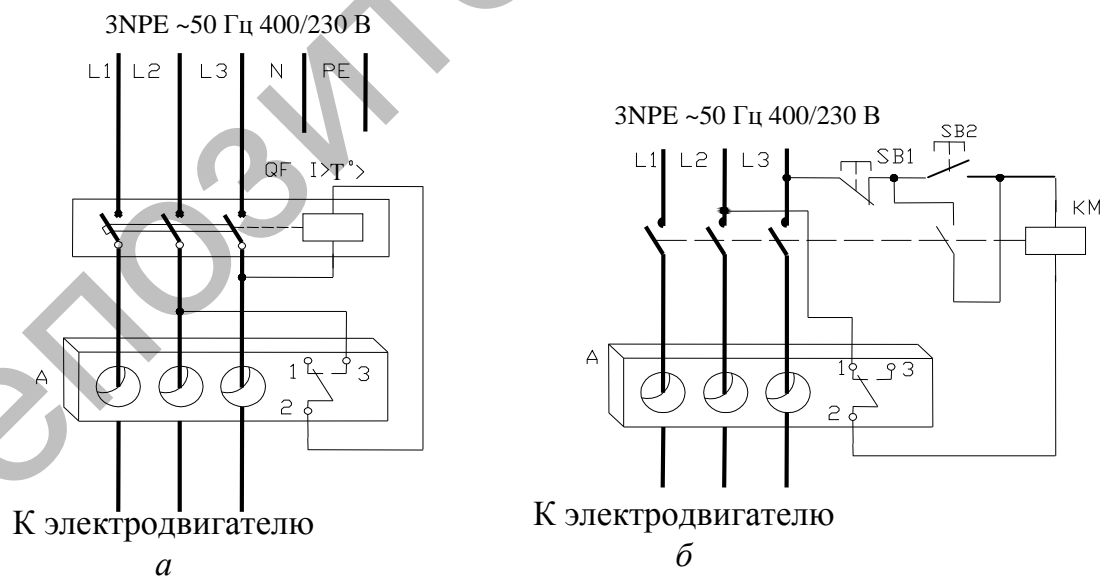 3NPE ~50 Гц 400/230 В
L1 L2 L3 N PE
QF I> T°>
A
1 3
2
К электродвигателю
а
3NPE ~50 Гц 400/230 В
SB2
L1 L2 L3 SB1
KM
A
1 3
2
К электродвигателю
б